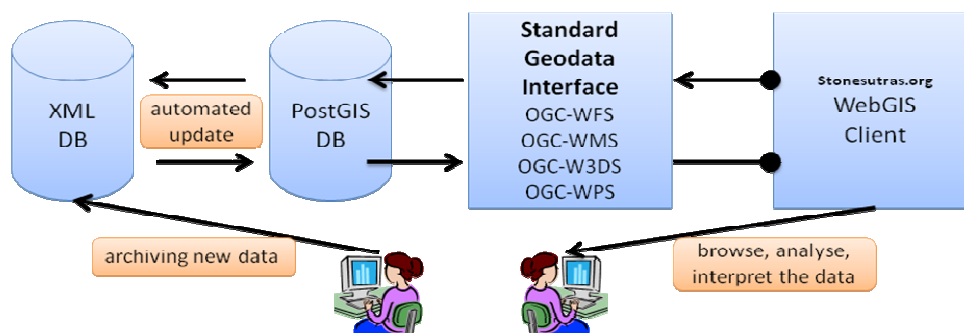 XML
DB
automated
update
PostGIS
DB
Standard
Geodata
Interface
OGC-WFS
OGC-WMS
OGC-W3DS
OGC-WPS
Stonesutras.org
WebGIS
Client
archiving new data
browse, analyse,
interpret the data